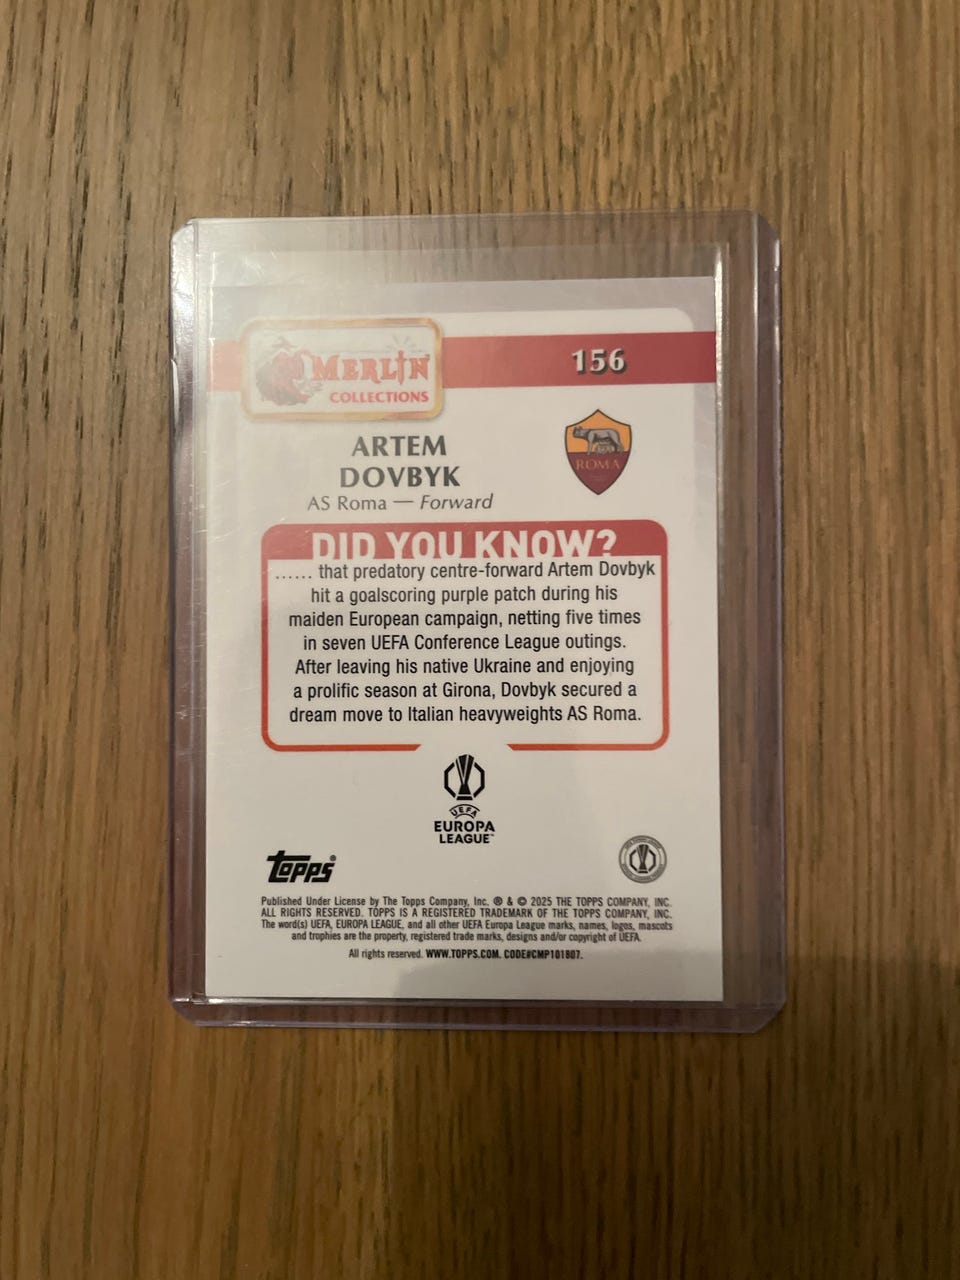 MERLIN
COLLECTIONS
156
ARTEM
DOVBYK
AS Roma — Forward
ROMA
DID YOU KNOW?
...... that predatory centre-forward Artem Dovbyk
hit a goalscoring purple patch during his
maiden European campaign, netting five times
in seven UEFA Conference League outings.
After leaving his native Ukraine and enjoying
a prolific season at Girona, Dovbyk secured a
dream move to Italian heavyweights AS Roma.
UEFA
EUROPA
LEAGUE™
topps®
Published Under License by The Topps Company, Inc. ® & © 2025 THE TOPPS COMPANY, INC.
ALL RIGHTS RESERVED. TOPPS IS A REGISTERED TRADEMARK OF THE TOPPS COMPANY, INC.
The word(s) UEFA, EUROPA LEAGUE, and all other UEFA Europa League marks, names, logos, mascots
and trophies are the property, registered trade marks, designs and/or copyright of UEFA.
All rights reserved. WWW.TOPPS.COM. CODE#CMP101807.